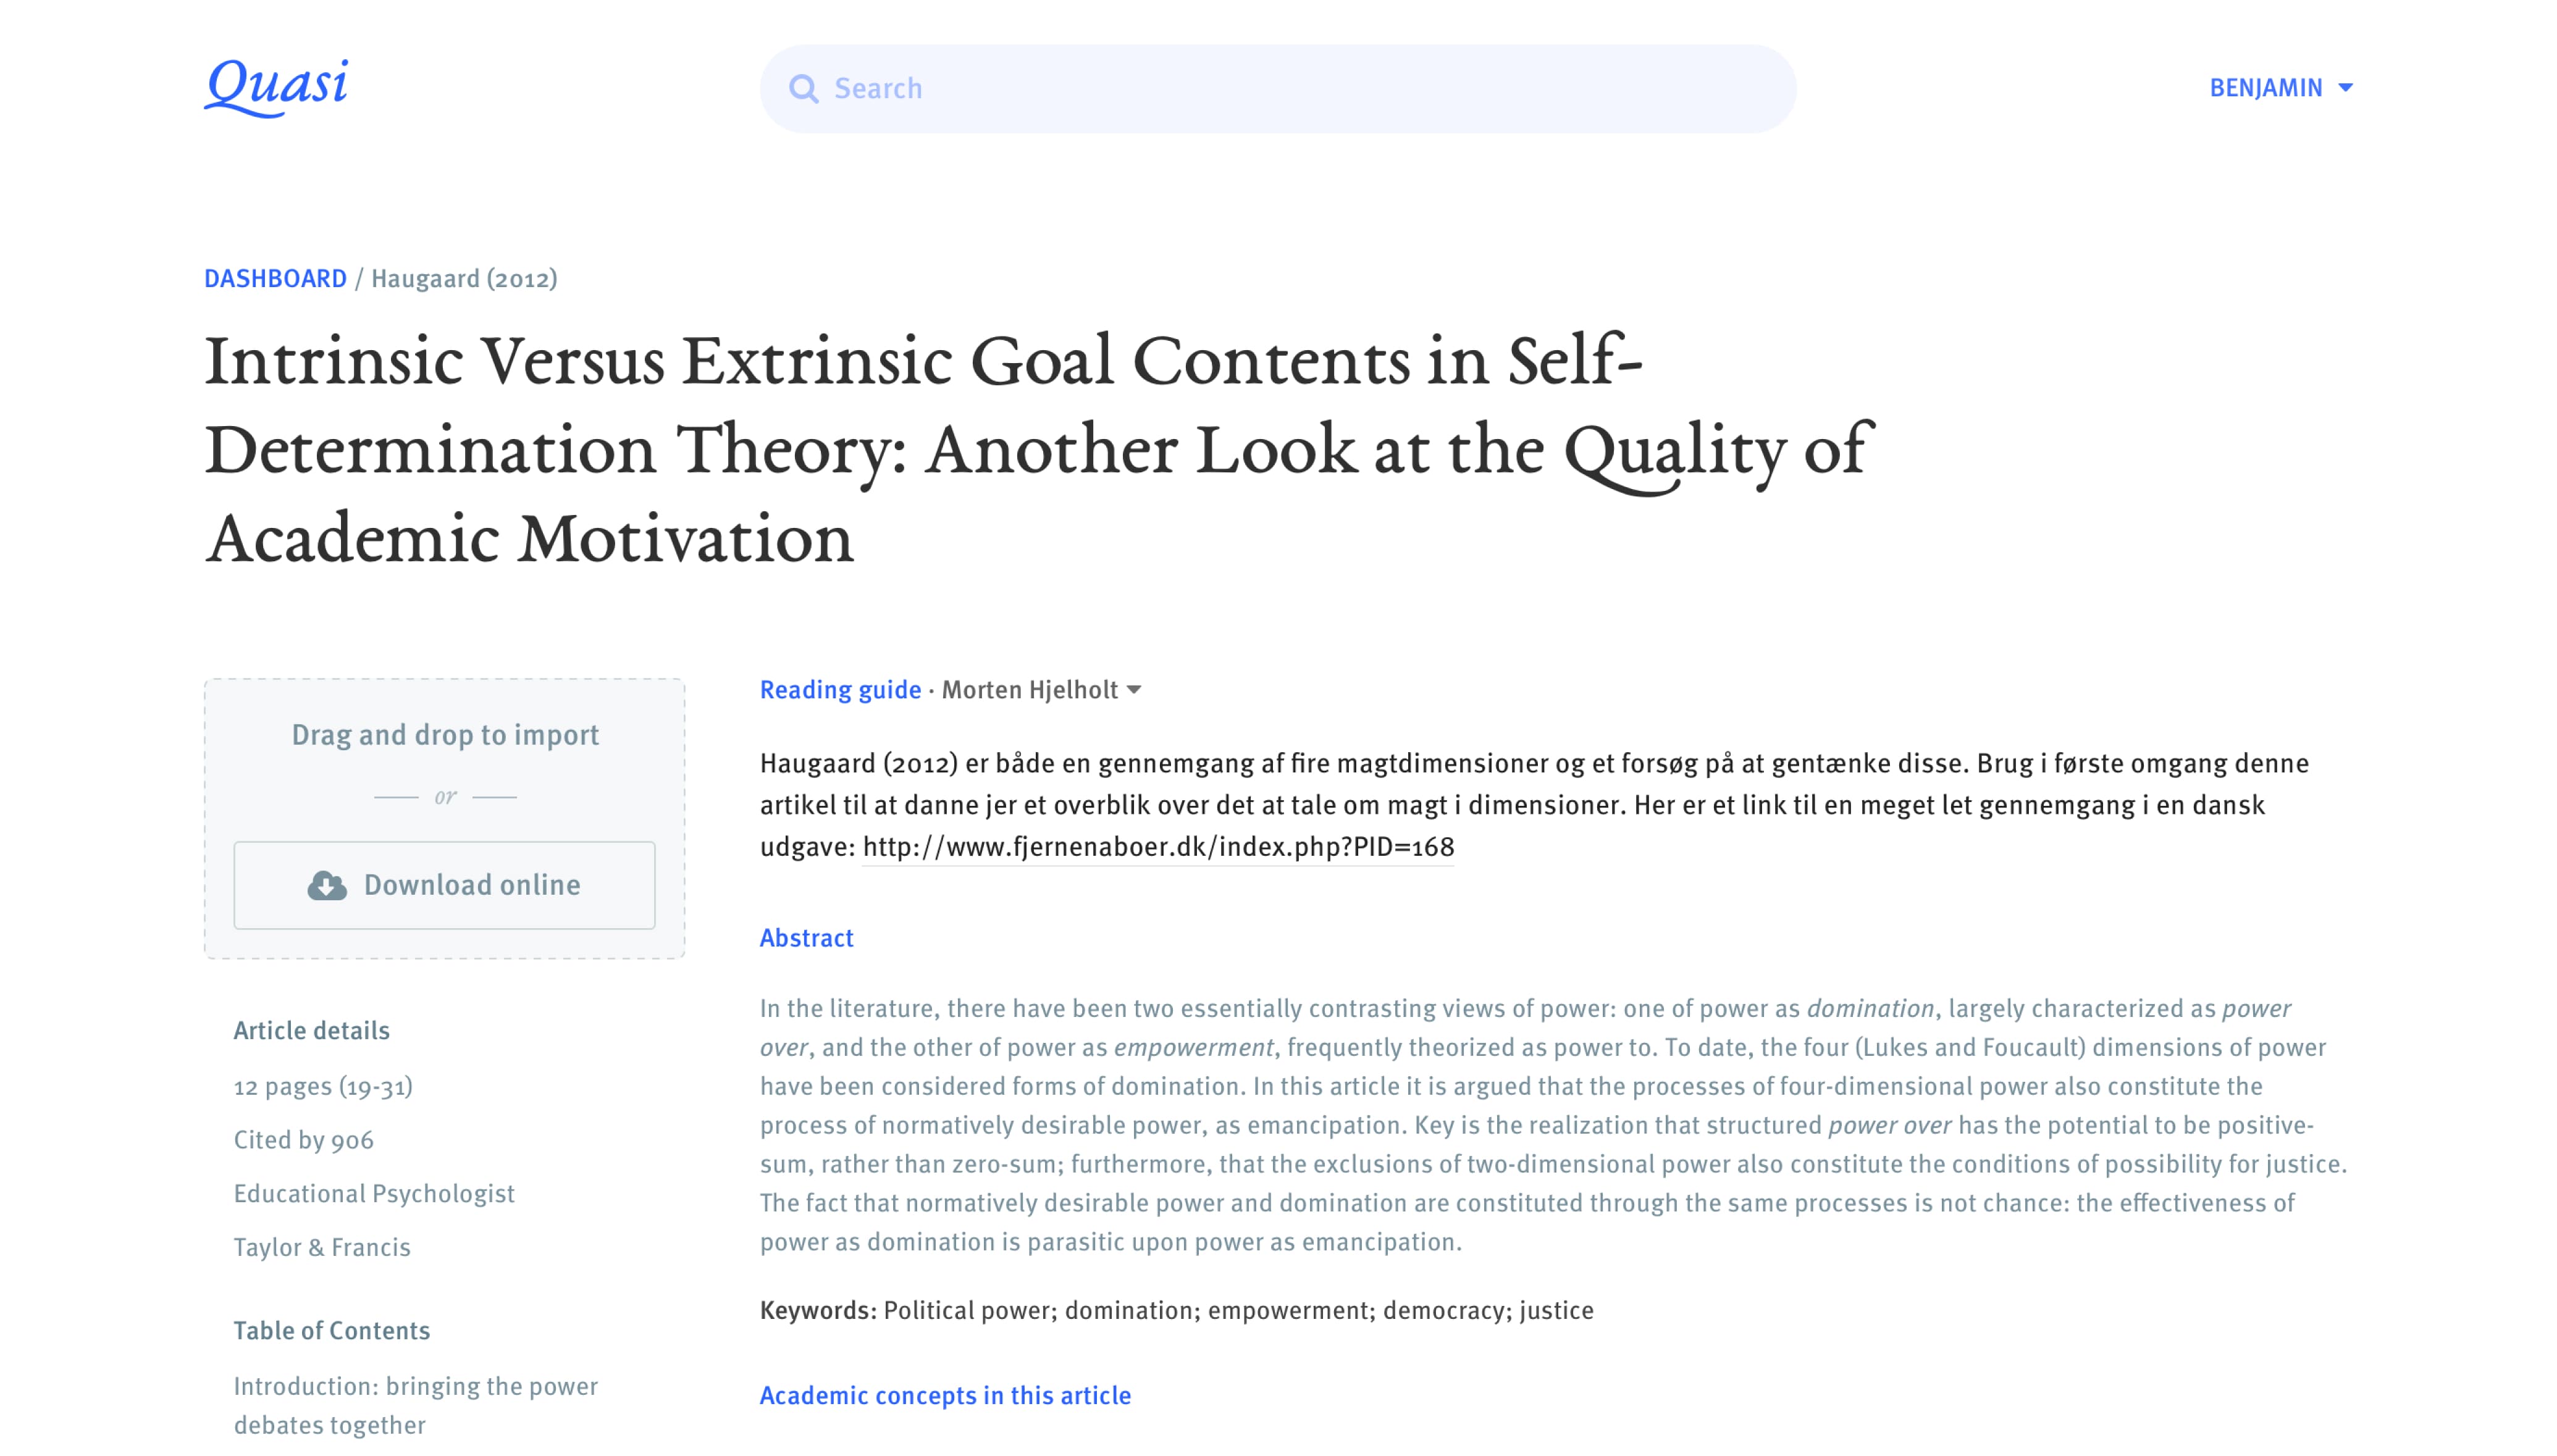 Quasi
Search
BENJAMIN
DASHBOARD / Haugaard (2012)
Intrinsic Versus Extrinsic Goal Contents in Self-
Determination Theory: Another Look at the Quality of
Academic Motivation
Drag and drop to import
or
Download online
Article details
12 pages (19-31)
Cited by 906
Educational Psychologist
Taylor & Francis
Table of Contents
Introduction: bringing the power
debates together
Reading guide · Morten Hjelholt
Haugaard (2012) er både en gennemgang af fire magtdimensioner og et forsøg på at gentænke disse. Brug i første omgang denne
artikel til at danne jer et overblik over det at tale om magt i dimensioner. Her er et link til en meget let gennemgang i en dansk
udgave: http://www.fjernenaboer.dk/index.php?PID=168
Abstract
In the literature, there have been two essentially contrasting views of power: one of power as domination, largely characterized as power
over, and the other of power as empowerment, frequently theorized as power to. To date, the four (Lukes and Foucault) dimensions of power
have been considered forms of domination. In this article it is argued that the processes of four-dimensional power also constitute the
process of normatively desirable power, as emancipation. Key is the realization that structured power over has the potential to be positive-
sum, rather than zero-sum; furthermore, that the exclusions of two-dimensional power also constitute the conditions of possibility for justice.
The fact that normatively desirable power and domination are constituted through the same processes is not chance: the effectiveness of
power as domination is parasitic upon power as emancipation.
Keywords: Political power; domination; empowerment; democracy; justice
Academic concepts in this article